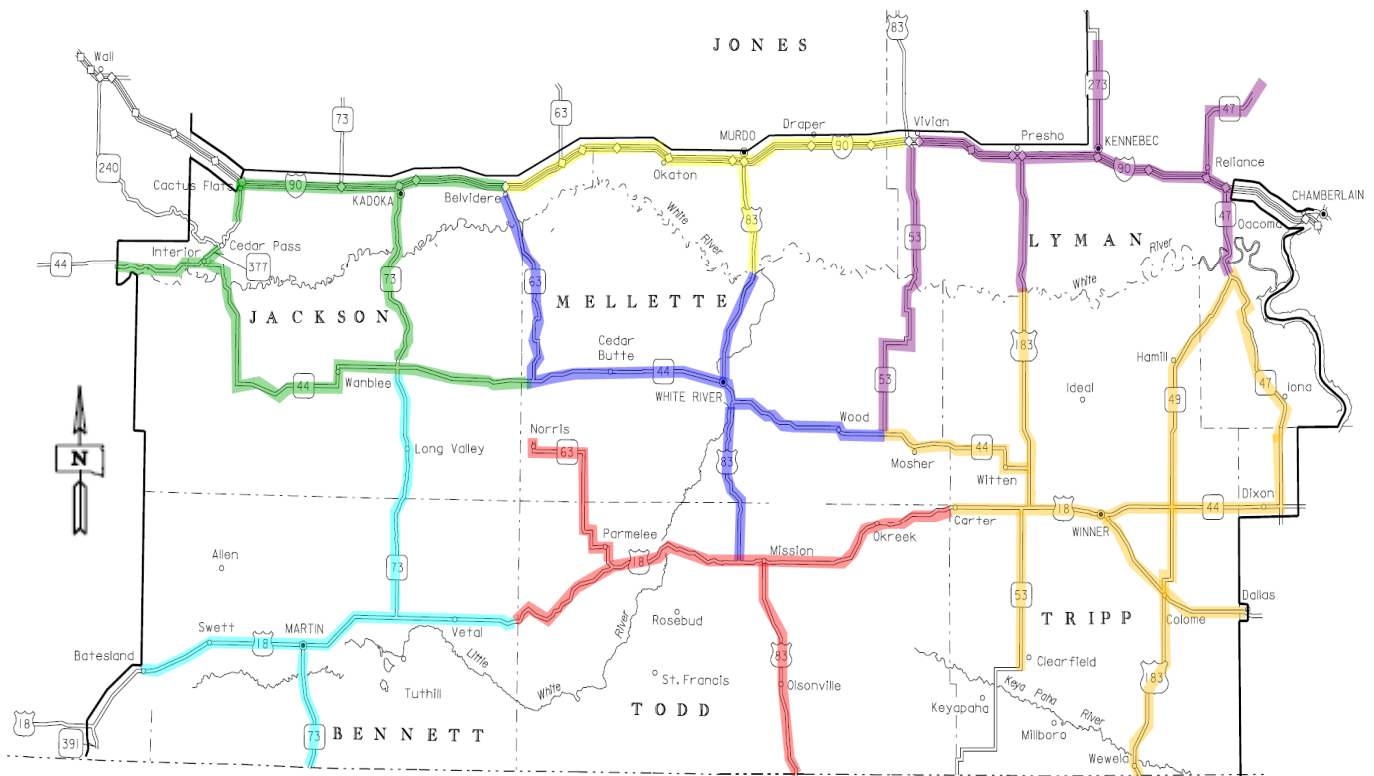 JONES
83
Wall
273
47
73
63
Draper
Vivian
MURDO
Presho
KENNEBEC
90
240
Reliance
90
Okaton
Cactus Flats
90
KADOKA
Belvidere
CHAMBERLAIN
White
River
83
47
Oacoma
53
LYMAN
River
Interior
Cedar Pass
44
377
73
63
White
MELLETTE
JACKSON
183
Cedar
Butte
Hamill
44
44
Wanblee
53
Ideal
47
Iona
WHITE RIVER
49
Wood
Norris
63
Long Valley
83
44
Mosher
Witten
N
Dixon
Carter
18
44
WINNER
Parmelee
Okreek
Allen
18
Mission
73
53
Dallas
River
Rosebud
TRIPP
Colome
Swett
MARTIN
Vetal
18
Batesland
Little
83
Clearfield
St. Francis
Olsonville
183
Tuthill
White
Keya Paha
River
Keyapaha
TODD
18
Millboro
391
73
BENNETT
Wewela